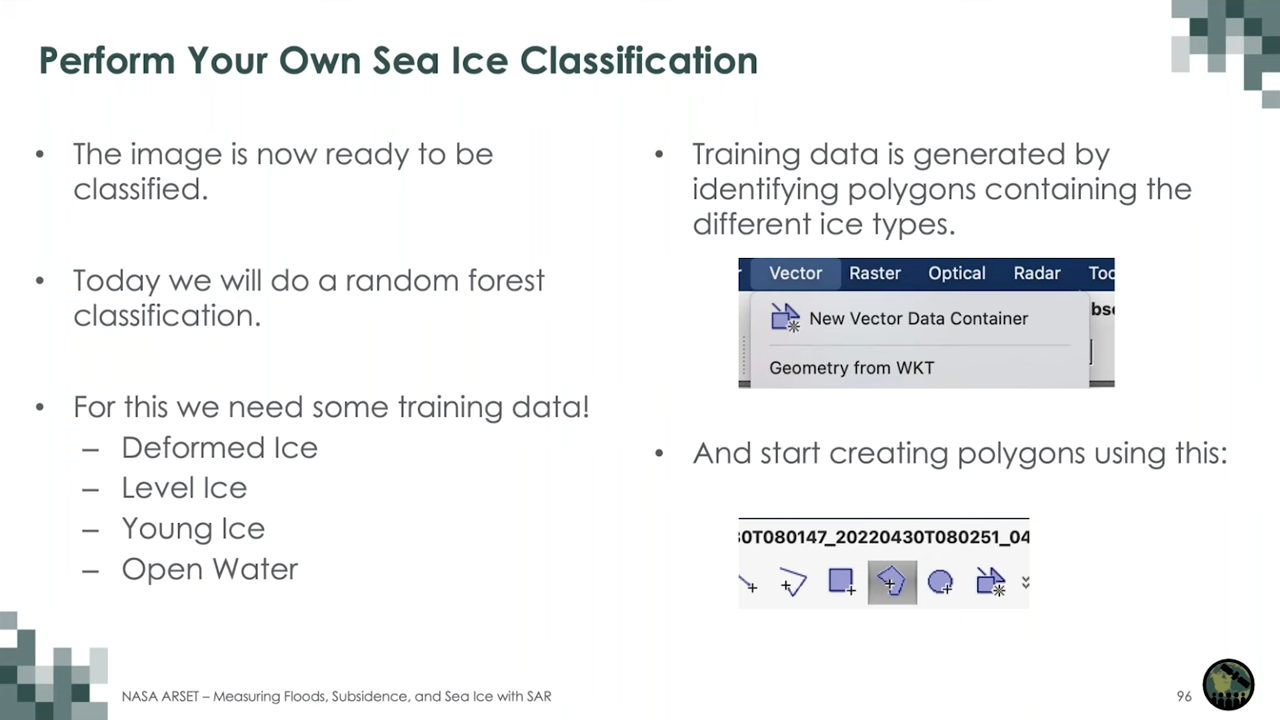 Perform Your Own Sea Ice Classification
• The image is now ready to be
classified.
• Today we will do a random forest
classification.
• For this we need some training data!
– Deformed Ice
– Level Ice
– Young Ice
– Open Water
• Training data is generated by
identifying polygons containing the
different ice types.
Vector Raster Optical Radar
New Vector Data Container
Geometry from WKT
• And start creating polygons using this:
0T080147_20220430T080251_04
NASA ARSET – Measuring Floods, Subsidence, and Sea Ice with SAR
96